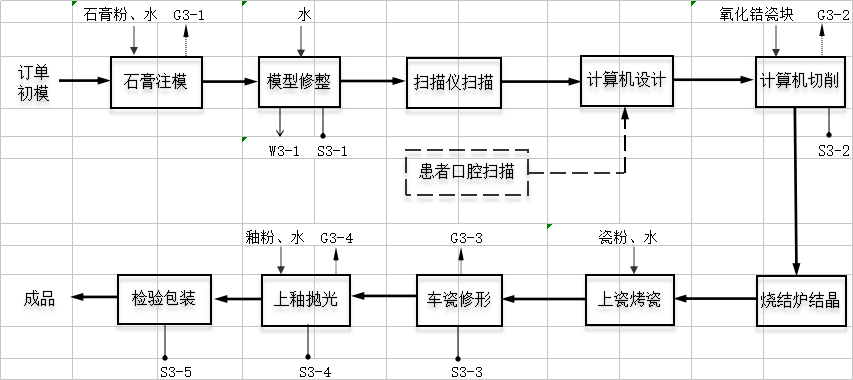 石膏粉、水
G3-1
水
氧化锆瓷块
G3-2
订单
初模
石膏注模
模型修整
扫描仪扫描
计算机设计
计算机切削
W3-1
S3-1
S3-2
患者口腔扫描
釉粉、水
G3-4
G3-3
瓷粉、水
成品
检验包装
上釉抛光
车瓷修形
上瓷烤瓷
烧结炉结晶
S3-5
S3-4
S3-3